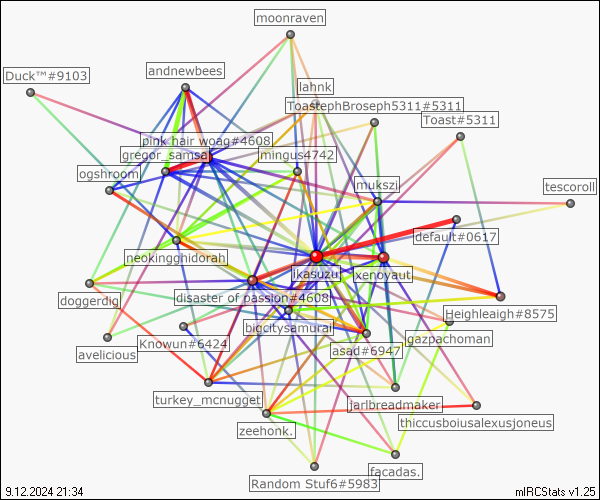 moonraven
Duck™#9103
andnewbees
lahnk
ToastephBroseph5311#5311
Toast#5311
pink hair woag#4608
gregor_samsa
mingus4742
ogshroom
mukszi
tescoroll
default#0617
neokingghidorah
ikasuzu
xenoyaut
doggerdig
disaster of passion#4608
bigcitysamurai
Heighleaigh#8575
avelicious
Knowun#6424
asad#6947
gazpachoman
turkey_mcnugget
jarlbreadmaker
thiccusboiusalexusjoneus
zeehonk.
facadas.
Random Stuf6#5983
9.12.2024 21:34
mIRCStats v1.25